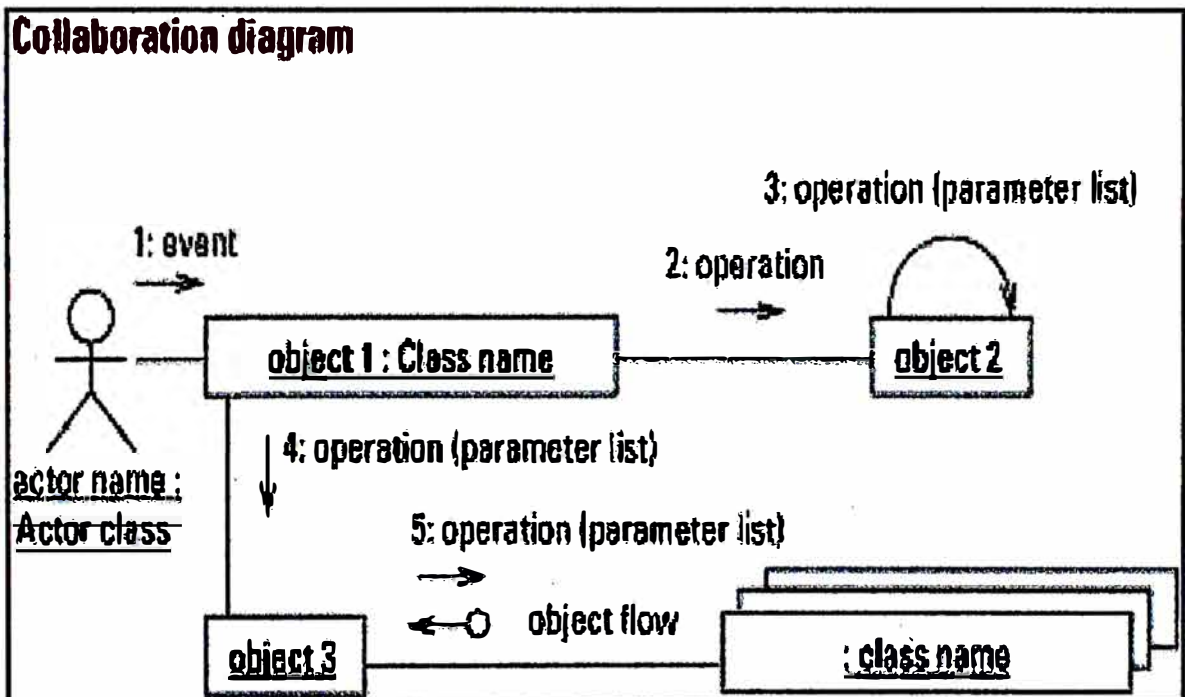 Collaboration diagram
3: operation (parameter list)
1: event
2: operation
object 1 : Class name
object 2
4: operation (parameter list)
actor name :
Actor class
5: operation (parameter list)
object flow
object 3
: class name